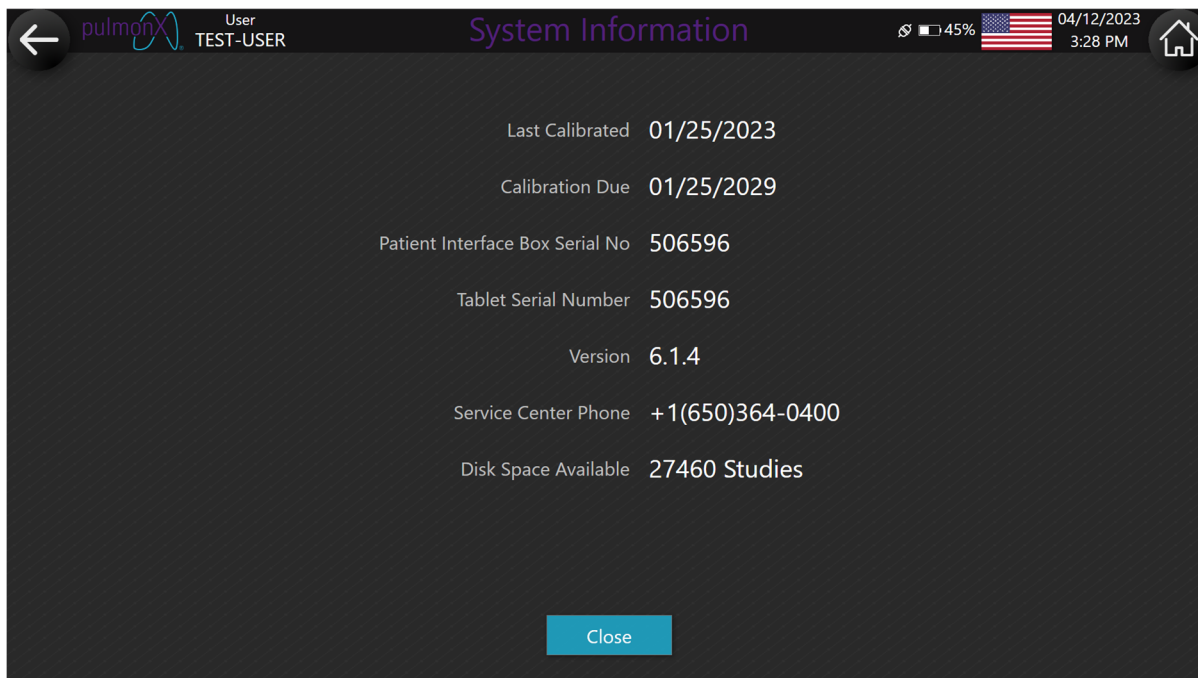 pulmonX
User
TEST-USER
System Information
45%
04/12/2023
3:28 PM
Last Calibrated 01/25/2023
Calibration Due 01/25/2029
Patient Interface Box Serial No 506596
Tablet Serial Number 506596
Version 6.1.4
Service Center Phone +1(650)364-0400
Disk Space Available 27460 Studies
Close